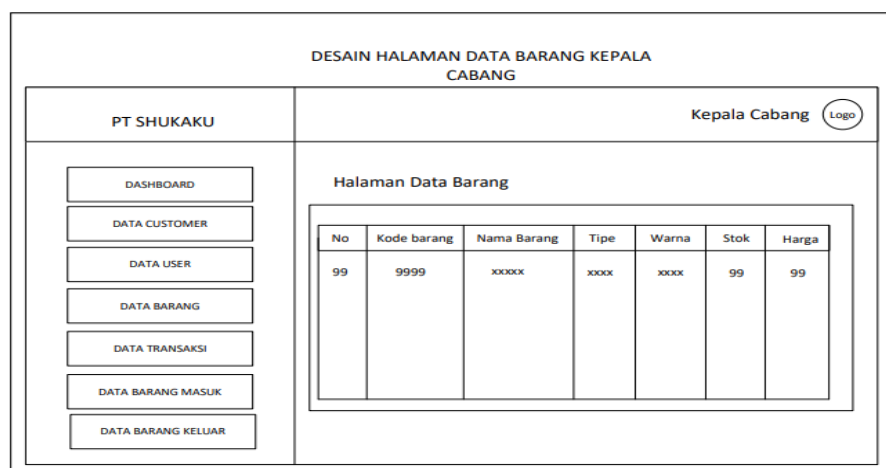 DESAIN HALAMAN DATA BARANG KEPALA
CABANG
PT SHUKAKU
Kepala Cabang
Logo
DASHBOARD
DATA CUSTOMER
DATA USER
DATA BARANG
DATA TRANSAKSI
DATA BARANG MASUK
DATA BARANG KELUAR
Halaman Data Barang
No Kode barang Nama Barang Tipe Warna Stok Harga
99 9999 xxxxx xxxx xxxx 99 99